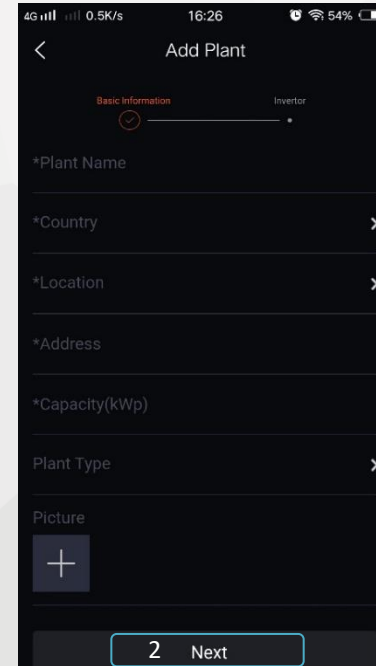 4G 0.5K/s 16:26 54%
Add Plant
Basic Information Invertor
*Plant Name
*Country
*Location
*Address
*Capacity(kWp)
Plant Type
Picture
2 Next